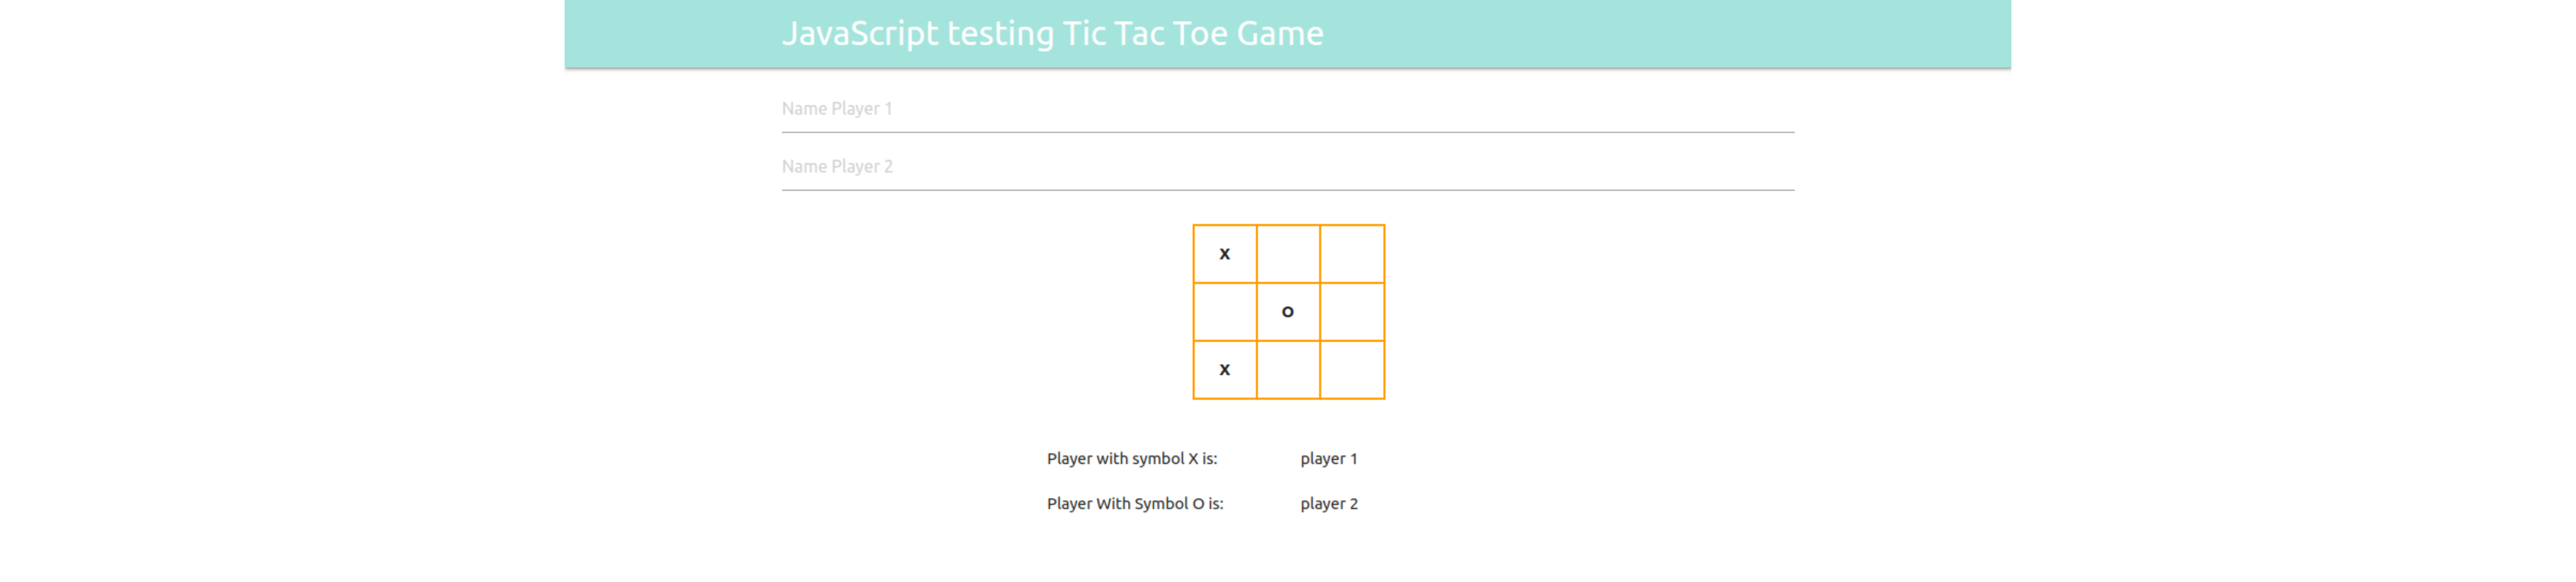 JavaScript testing Tic Tac Toe Game
Name Player 1
Name Player 2
X
O
X
Player with symbol X is: player 1
Player With Symbol O is: player 2